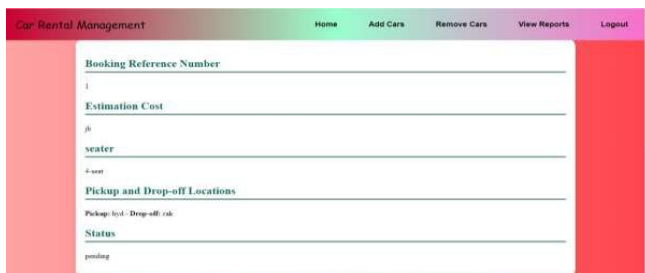 Car Rental Management Home Add Cars Remove Cars View Reports Logout
Booking Reference Number
1
Estimation Cost
seater
4-seat
Pickup and Drop-off Locations
Pickup: hyd - Drop-off:
Status
pending